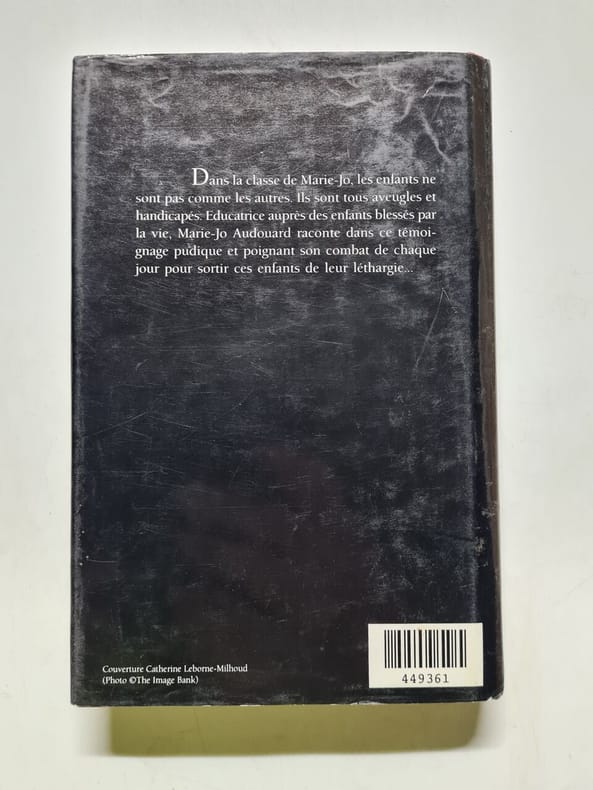 Dans la classe de Marie-Jo, les enfants ne
sont pas comme les autres. Ils sont tous aveugles et
handicapés. Educatrice auprès des enfants blessés par
la vie, Marie-Jo Audouard raconte dans ce témoi-
gnage pudique et poignant son combat de chaque
jour pour sortir ces enfants de leur léthargie...
Couverture Catherine Leborne-Milhoud
(Photo ©The Image Bank)
449361